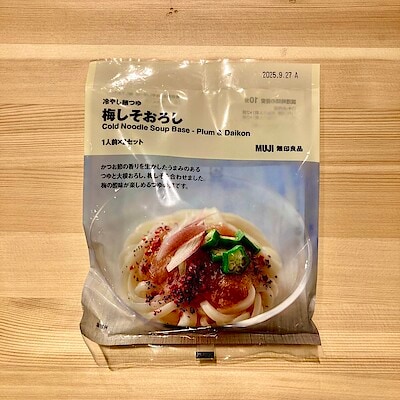 2025.9.27 A
冷やし麺つゆ
梅しそおろし
Cold Noodle Soup Base - Plum & Daikon
1人前×2セット
MUJI 無印良品
かつお節の香りを生かしたうまみのある
つゆと大根おろし、梅しそを合わせました。
梅の酸味が楽しめるつゆです。